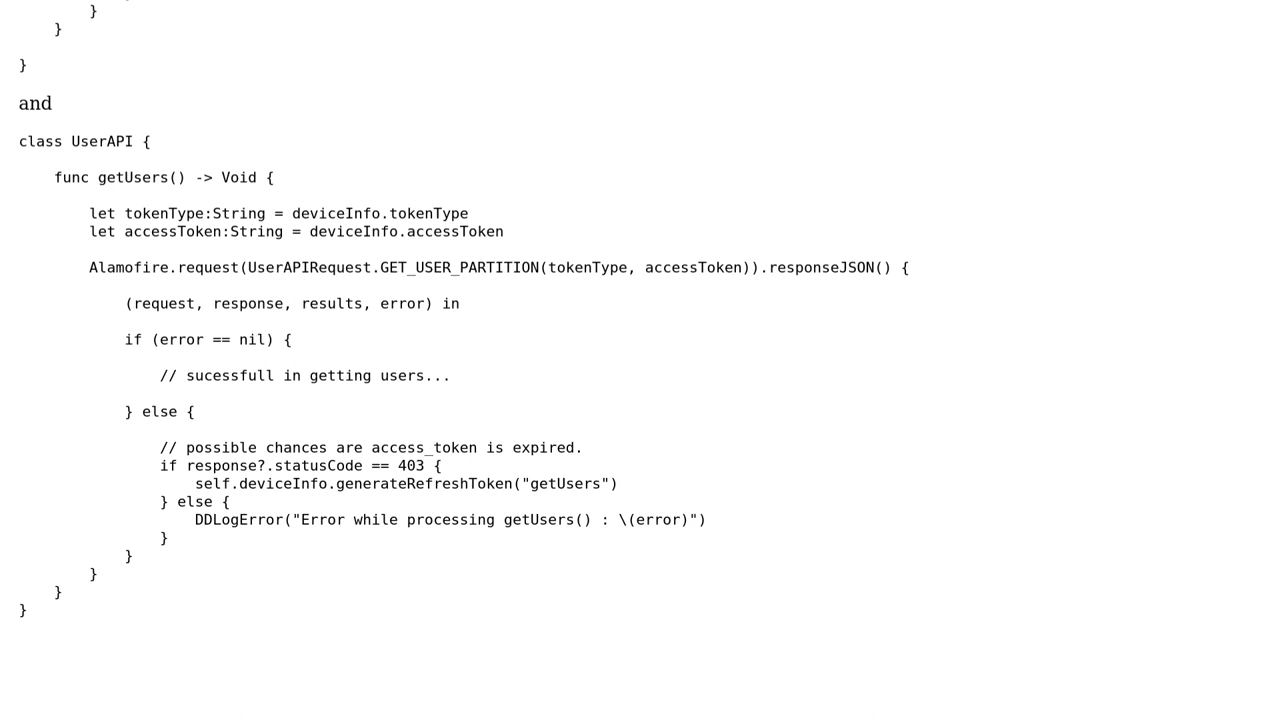 }
    }

}
and
class UserAPI {

    func getUsers() -> Void {

        let tokenType:String = deviceInfo.tokenType
        let accessToken:String = deviceInfo.accessToken

        Alamofire.request(UserAPIRequest.GET_USER_PARTITION(tokenType, accessToken)).responseJSON() {

            (request, response, results, error) in

            if (error == nil) {

                // sucessfull in getting users...

            } else {

                // possible chances are access_token is expired.
                if response?.statusCode == 403 {
                    self.deviceInfo.generateRefreshToken("getUsers")
                } else {
                    DDLogError("Error while processing getUsers() : \(error)")
                }
            }
        }
    }
}